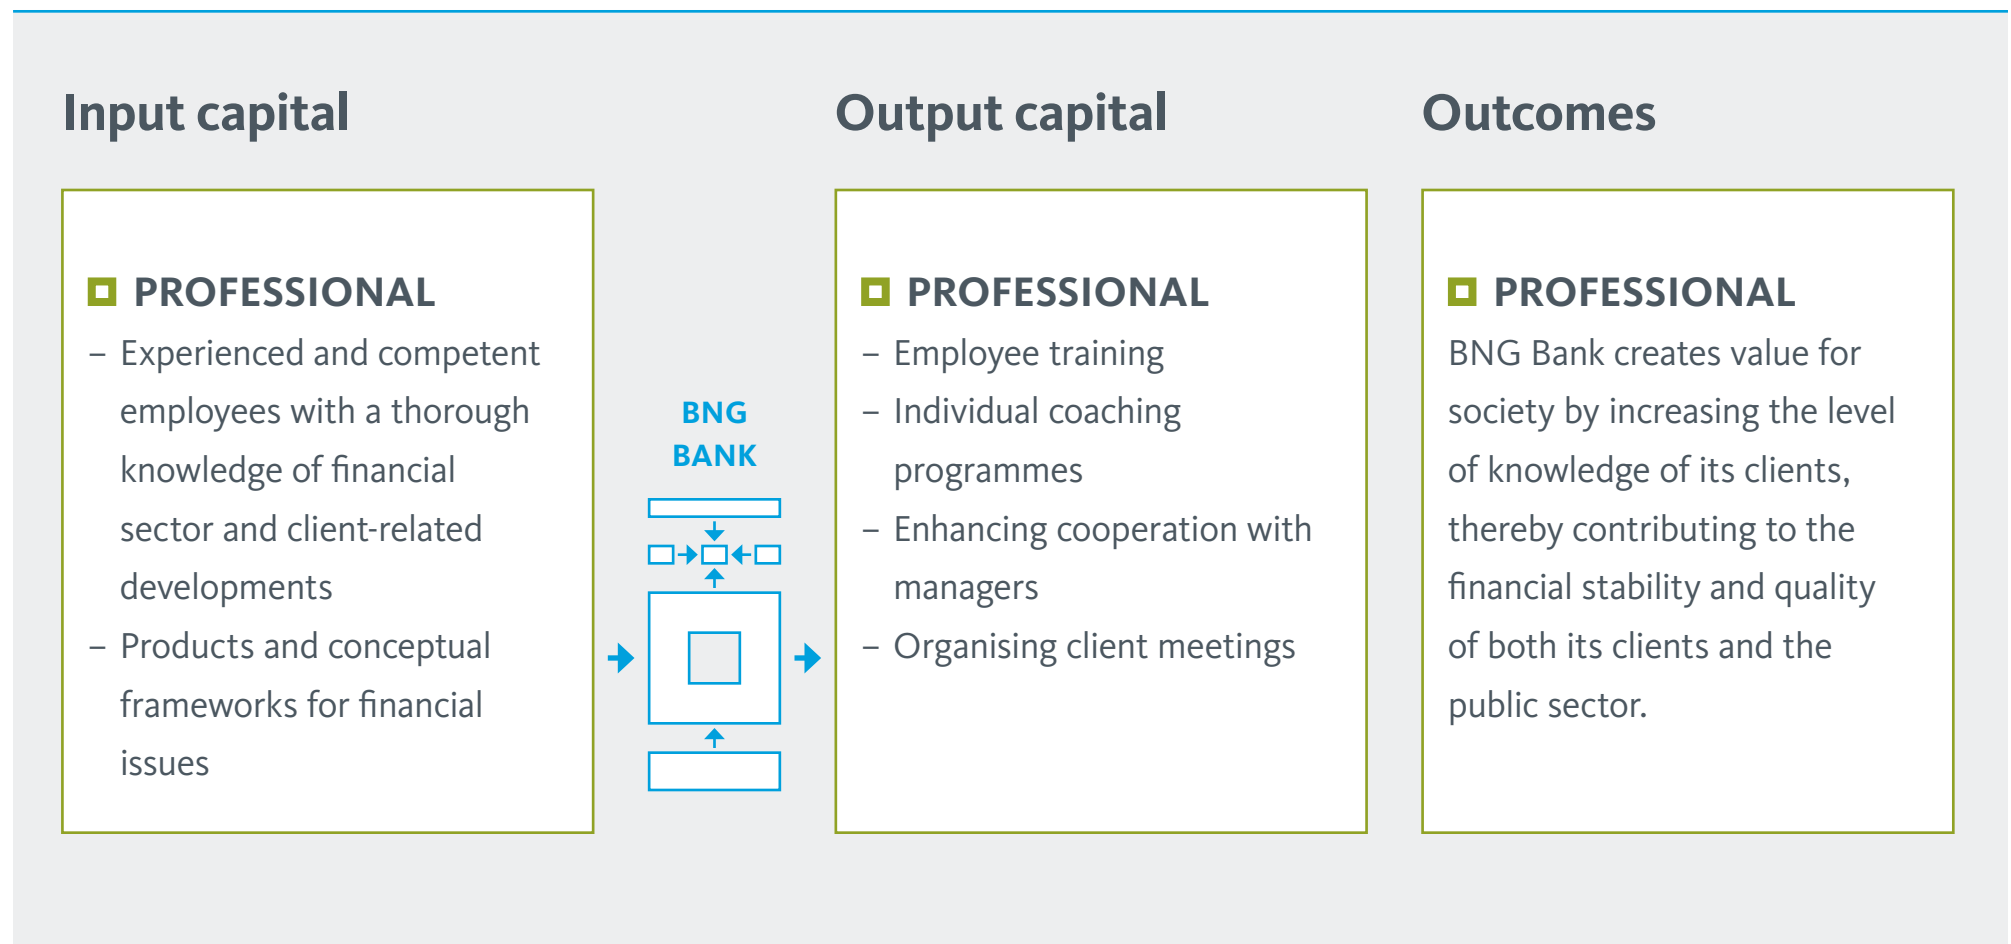 Input capital
PROFESSIONAL
– Experienced and competent
employees with a thorough
knowledge of financial
sector and client-related
developments
– Products and conceptual
frameworks for financial
issues
BNG
BANK
Output capital
PROFESSIONAL
– Employee training
– Individual coaching
programmes
– Enhancing cooperation with
managers
– Organising client meetings
Outcomes
PROFESSIONAL
BNG Bank creates value for
society by increasing the level
of knowledge of its clients,
thereby contributing to the
financial stability and quality
of both its clients and the
public sector.